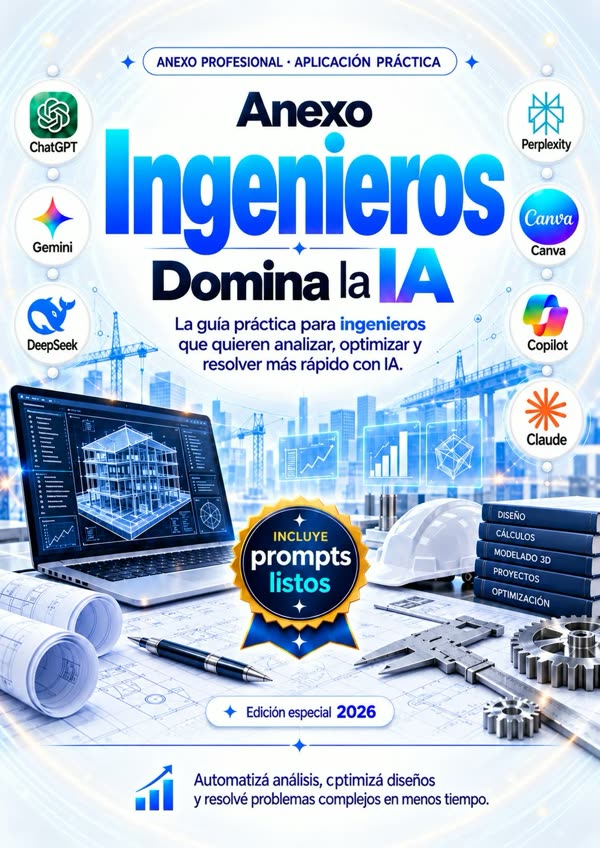 ANEXO PROFESIONAL · APLICACIÓN PRÁCTICA
Anexo
Ingenieros
Domina la IA
La guía práctica para ingenieros
que quieren analizar, optimizar y
resolver más rápido con IA.
ChatGPT
Gemini
DeepSeek
Perplexity
Canva
Canva
Copilot
Claude
INCLUYE
prompts
listos
DISEÑO
CÁLCULOS
MODELADO 3D
PROYECTOS
OPTIMIZACIÓN
Edición especial 2026
Automatizá análisis, cptimizá diseños
y resolvé problemas complejos en menos tiempo.